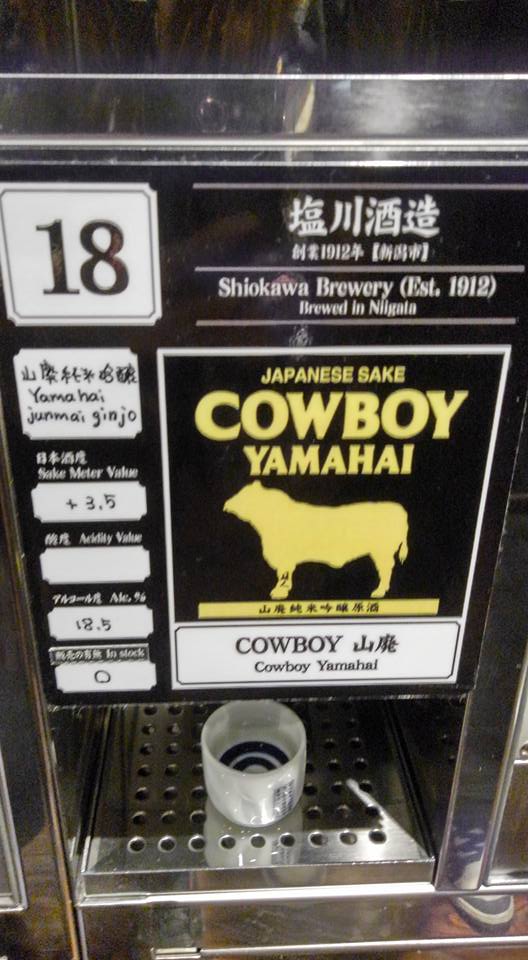 18
塩川酒造
創業1912年【新潟市】
Shiokawa Brewery (Est. 1912)
Brewed in Niigata
山廃純米吟醸
Yamahai
junmai ginjo
日本酒度
Sake Meter Value
+3.5
酸度 Acidity Value
アルコール度 Alc. %
18.5
販売の有無 In stock
○
JAPANESE SAKE
COWBOY
YAMAHAI
山廃純米吟醸原酒
COWBOY 山廃
Cowboy Yamahai